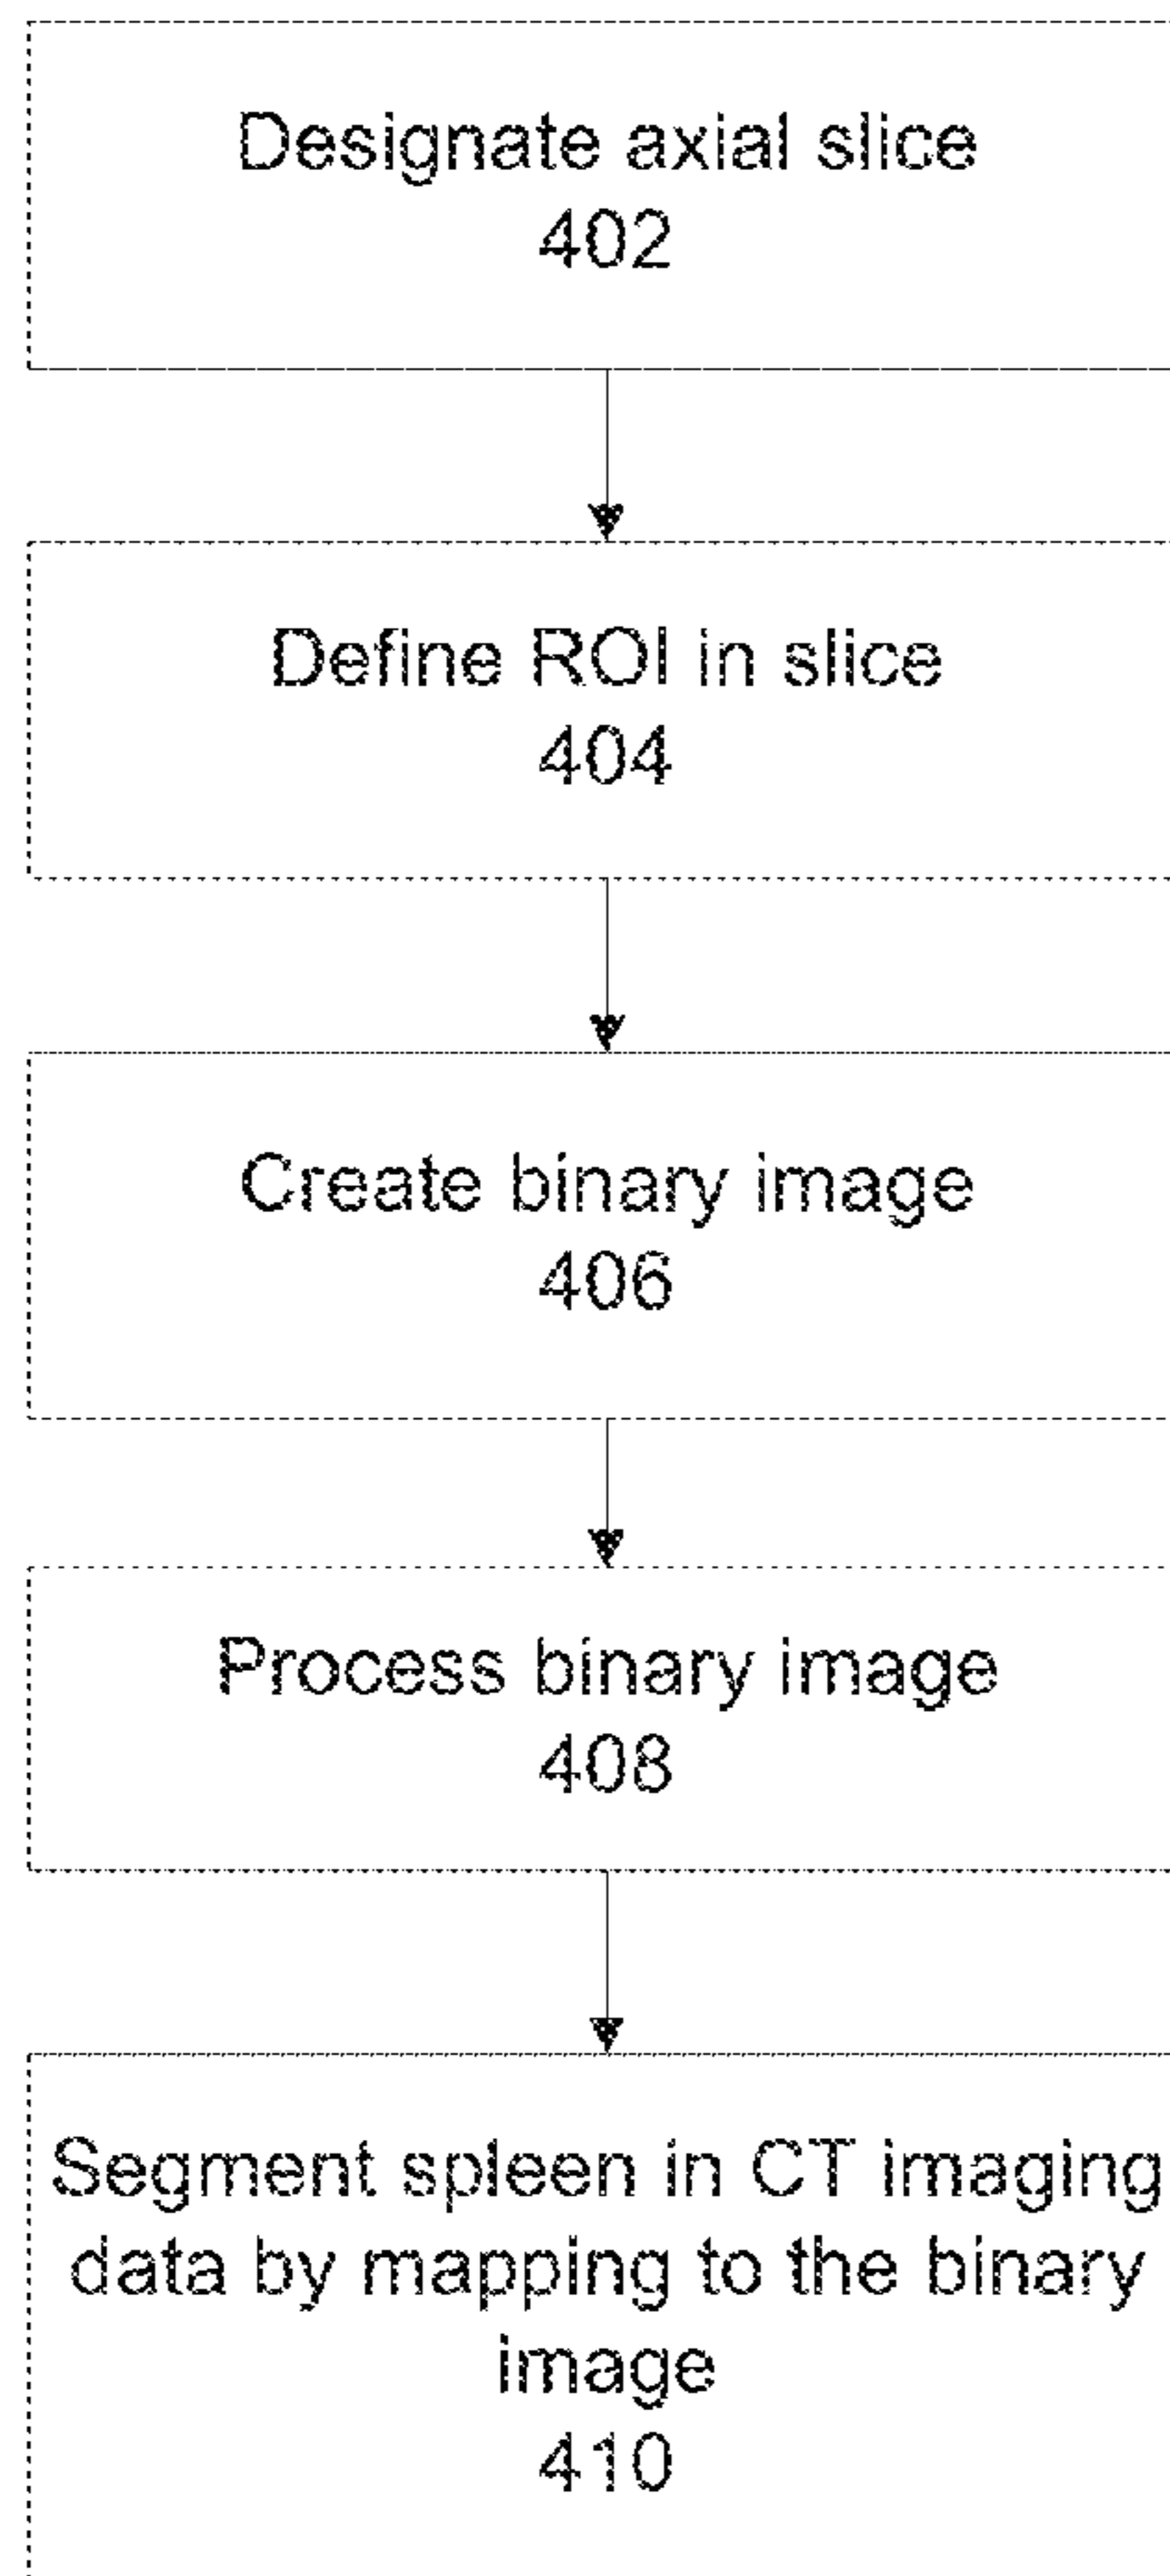 Designate axial slice
402
Define ROI in slice
404
Create binary image
406
Process binary image
408
Segment spleen in CT imaging
data by mapping to the binary
image
410